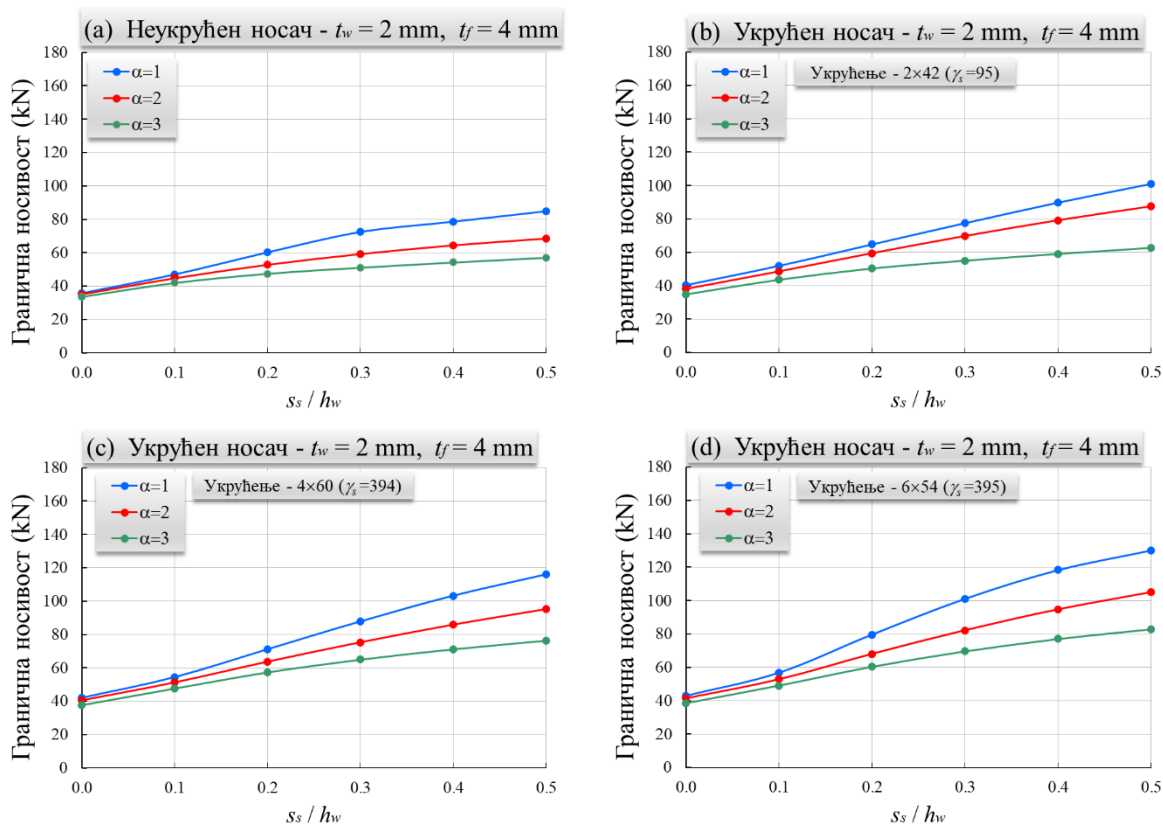 (a) Неукрућен носач - tw = 2 mm, tf = 4 mm
Гранична носивост (kN)
180
160
140
120
100
80
60
40
20
0
α=1
α=2
α=3
0.0 0.1 0.2 0.3 0.4 0.5
ss / hw
(b) Укрућен носач - tw = 2 mm, tf = 4 mm
Гранична носивост (kN)
180
160
140
120
100
80
60
40
20
0
α=1
α=2
α=3
Укрућење - 2×42 (γs=95)
0.0 0.1 0.2 0.3 0.4 0.5
ss / hw
(c) Укрућен носач - tw = 2 mm, tf = 4 mm
Гранична носивост (kN)
180
160
140
120
100
80
60
40
20
0
α=1
α=2
α=3
Укрућење - 4×60 (γs=394)
0.0 0.1 0.2 0.3 0.4 0.5
ss / hw
(d) Укрућен носач - tw = 2 mm, tf = 4 mm
Гранична носивост (kN)
180
160
140
120
100
80
60
40
20
0
α=1
α=2
α=3
Укрућење - 6×54 (γs=395)
0.0 0.1 0.2 0.3 0.4 0.5
ss / hw